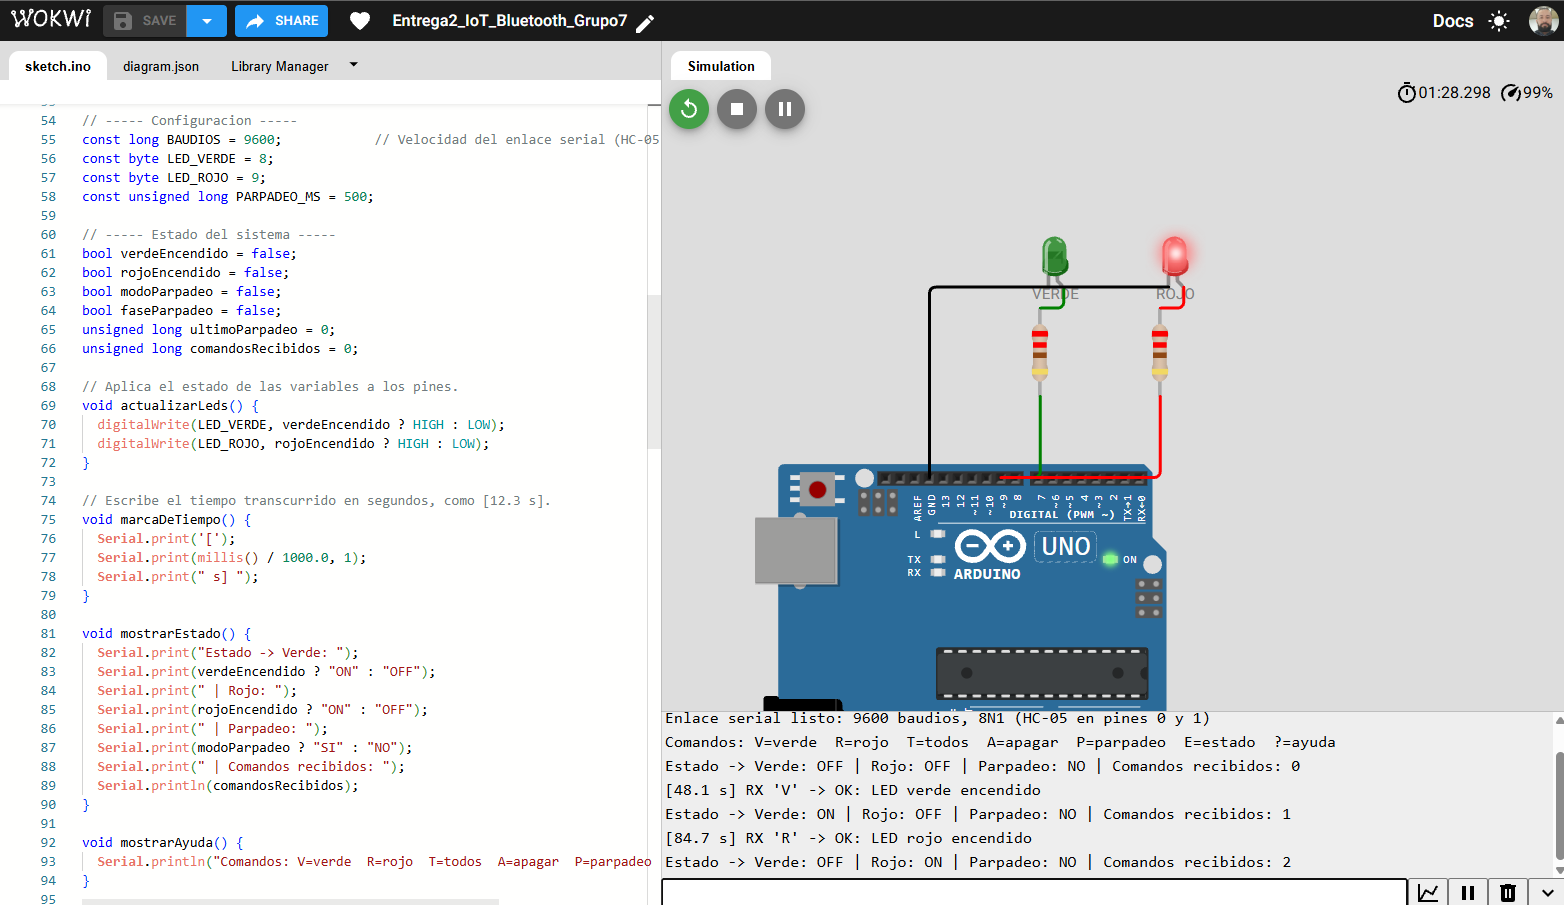 WOKWI SAVE SHARE Entrega2_IoT_Bluetooth_Grupo7 Docs
sketch.ino diagram.json Library Manager
54 // ----- Configuracion -----
55 const long BAUDIOS = 9600; // Velocidad del enlace serial (HC-05
56 const byte LED_VERDE = 8;
57 const byte LED_ROJO = 9;
58 const unsigned long PARPADEO_MS = 500;
59
60 // ----- Estado del sistema -----
61 bool verdeEncendido = false;
62 bool rojoEncendido = false;
63 bool modoParpadeo = false;
64 bool faseParpadeo = false;
65 unsigned long ultimoParpadeo = 0;
66 unsigned long comandosRecibidos = 0;
67
68 // Aplica el estado de las variables a los pines.
69 void actualizarLeds() {
70 digitalWrite(LED_VERDE, verdeEncendido ? HIGH : LOW);
71 digitalWrite(LED_ROJO, rojoEncendido ? HIGH : LOW);
72 }
73
74 // Escribe el tiempo transcurrido en segundos, como [12.3 s].
75 void marcaDeTiempo() {
76 Serial.print('[');
77 Serial.print(millis() / 1000.0, 1);
78 Serial.print(" s] ");
79 }
80
81 void mostrarEstado() {
82 Serial.print("Estado -> Verde: ");
83 Serial.print(verdeEncendido ? "ON" : "OFF");
84 Serial.print(" | Rojo: ");
85 Serial.print(rojoEncendido ? "ON" : "OFF");
86 Serial.print(" | Parpadeo: ");
87 Serial.print(modoParpadeo ? "SI" : "NO");
88 Serial.print(" | Comandos recibidos: ");
89 Serial.println(comandosRecibidos);
90 }
91
92 void mostrarAyuda() {
93 Serial.println("Comandos: V=verde R=rojo T=todos A=apagar P=parpadeo
94 }
95
Simulation
01:28.298 99%
VERDE ROJO
AREF GND 13 12 ~11 ~10 ~9 8 7 ~6 ~5 4 ~3 2 TX→1 RX←0
DIGITAL (PWM ~)
L
TX
RX
ARDUINO
UNO
ON
Enlace serial listo: 9600 baudios, 8N1 (HC-05 en pines 0 y 1)
Comandos: V=verde R=rojo T=todos A=apagar P=parpadeo E=estado ?=ayuda
Estado -> Verde: OFF | Rojo: OFF | Parpadeo: NO | Comandos recibidos: 0
[48.1 s] RX 'V' -> OK: LED verde encendido
Estado -> Verde: ON | Rojo: OFF | Parpadeo: NO | Comandos recibidos: 1
[84.7 s] RX 'R' -> OK: LED rojo encendido
Estado -> Verde: OFF | Rojo: ON | Parpadeo: NO | Comandos recibidos: 2